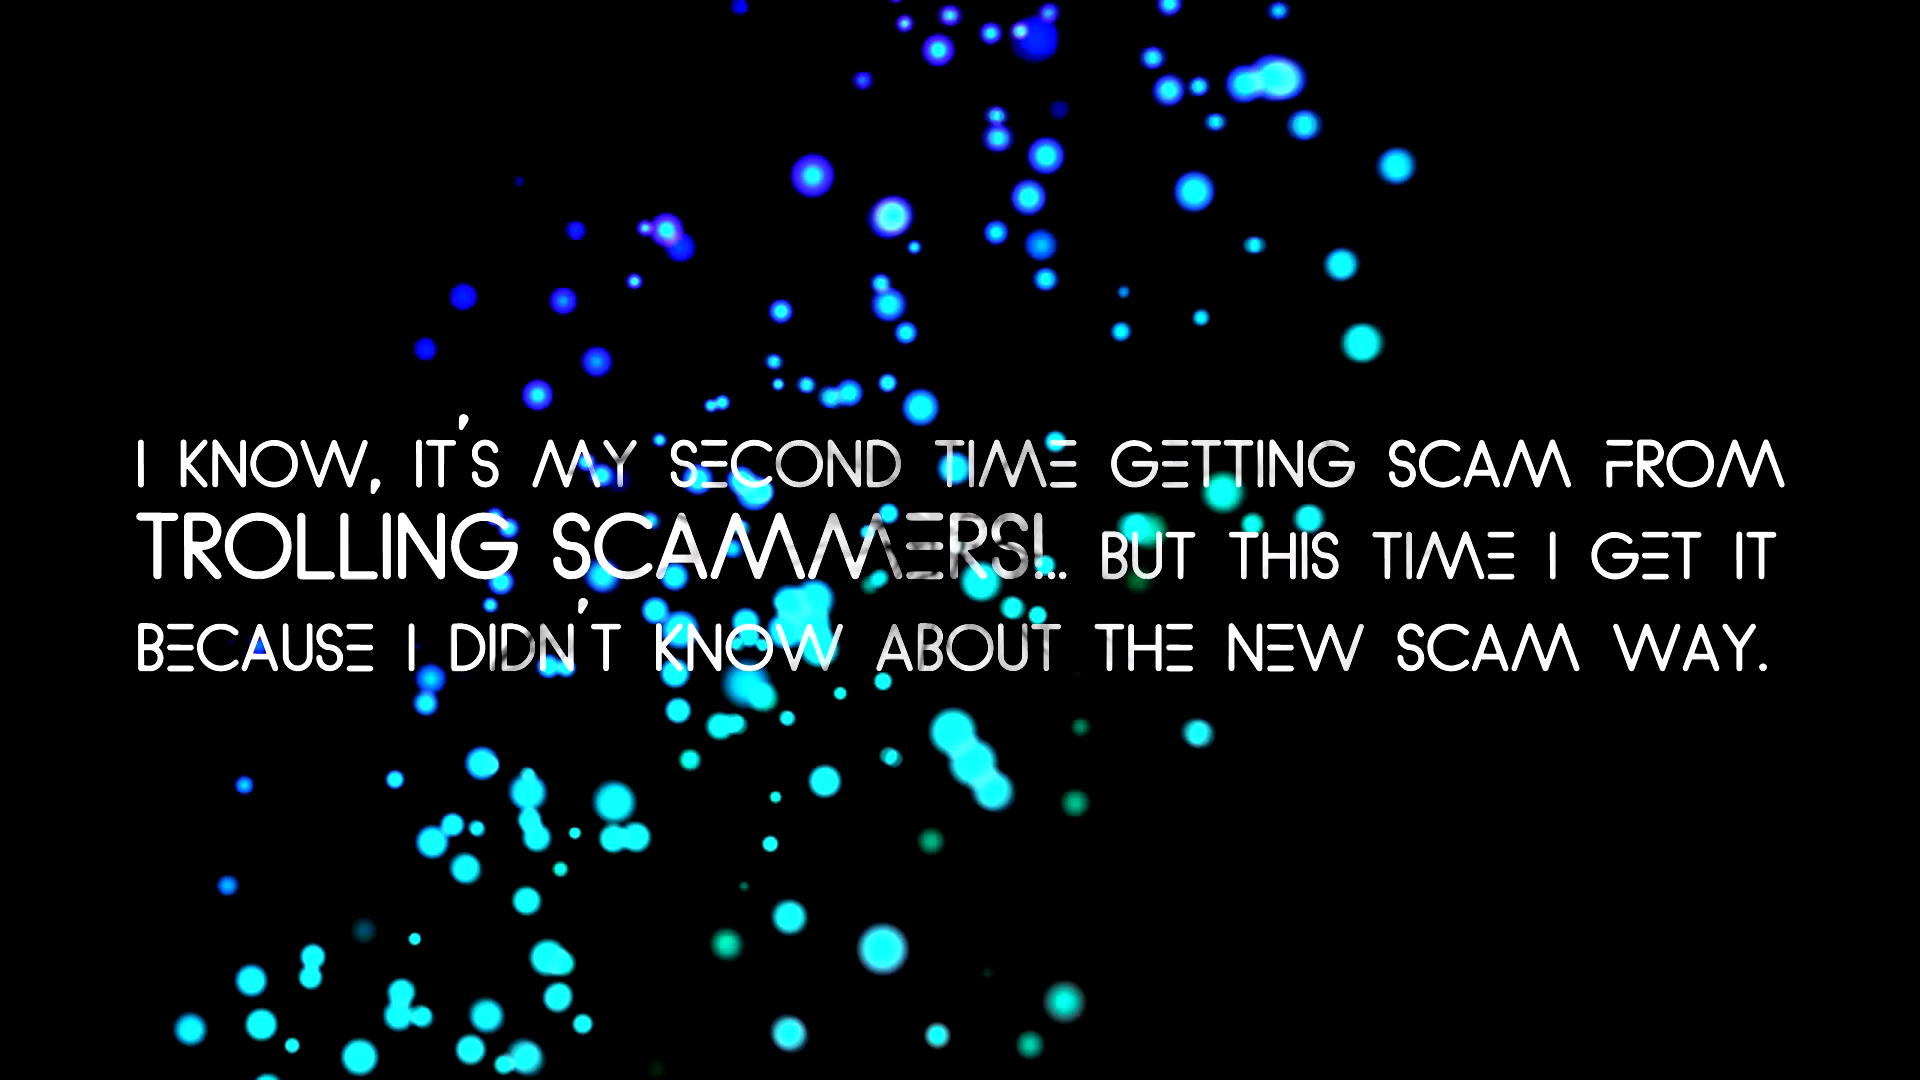 I KNOW, IT'S MY SECOND TIME GETTING SCAM FROM
TROLLING SCAMMERS!.. BUT THIS TIME I GET IT
BECAUSE I DIDN'T KNOW ABOUT THE NEW SCAM WAY.